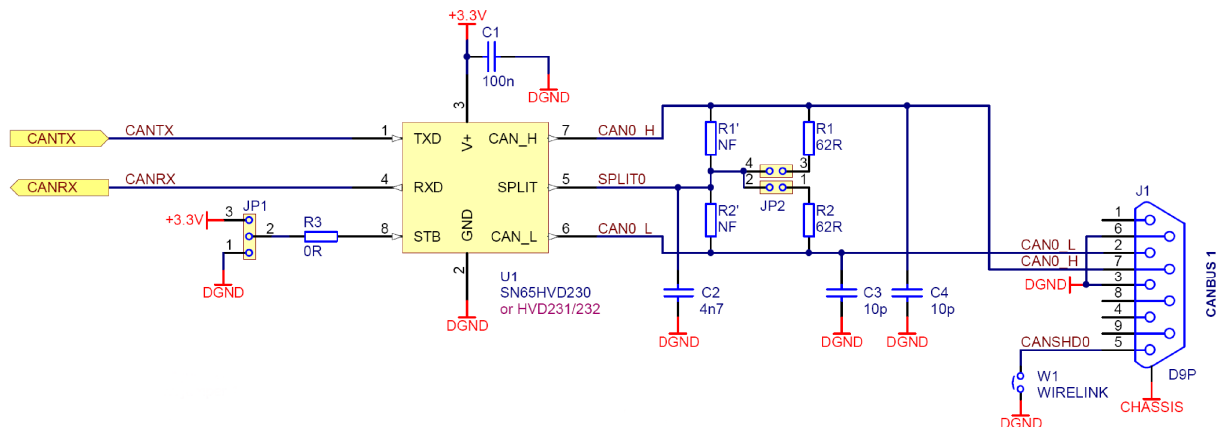 +3.3V
C1
100n
DGND
3
V+
CANTX
CANTX
1
TXD
CAN_H
7
CAN0_H
CANRX
CANRX
4
RXD
SPLIT
5
SPLIT0
JP1
+3.3V
3
2
1
DGND
R3
0R
8
STB
GND
CAN_L
6
CAN0_L
2
DGND
U1
SN65HVD230
or HVD231/232
R1'
NF
R1
62R
4
3
2
1
JP2
R2'
NF
R2
62R
C2
4n7
DGND
C3
10p
DGND
C4
10p
DGND
J1
1
6
CAN0_L
2
CAN0_H
7
DGND
3
8
4
9
CANSHD0
5
CANBUS 1
D9P
W1
WIRELINK
DGND
CHASSIS